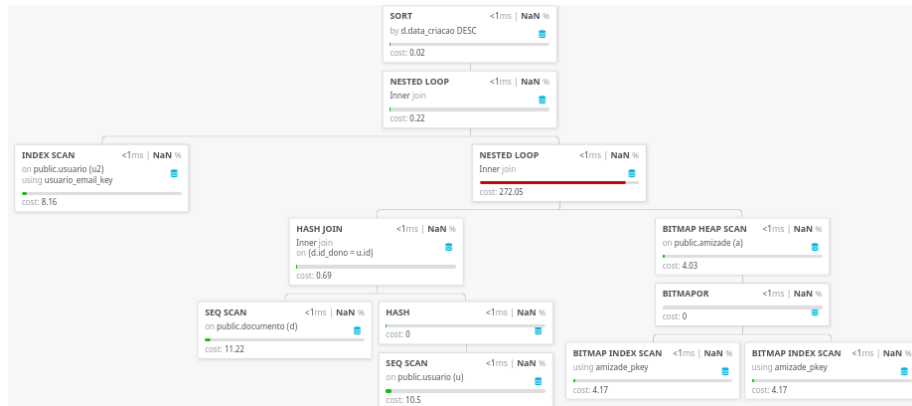 SORT <1ms | NaN %
by d.data_criacao DESC
cost: 0.02
NESTED LOOP <1ms | NaN %
Inner join
cost: 0.22
INDEX SCAN <1ms | NaN %
on public.usuario (u2)
using usuario_email_key
cost: 8.16
NESTED LOOP <1ms | NaN %
Inner join
cost: 272.05
HASH JOIN <1ms | NaN %
Inner join
on (d.id_dono = u.id)
cost: 0.69
BITMAP HEAP SCAN <1ms | NaN %
on public.amizade (a)
cost: 4.03
SEQ SCAN <1ms | NaN %
on public.documento (d)
cost: 11.22
HASH <1ms | NaN %
cost: 0
BITMAPOR <1ms | NaN %
cost: 0
SEQ SCAN <1ms | NaN %
on public.usuario (u)
cost: 10.5
BITMAP INDEX SCAN <1ms | NaN %
using amizade_pkey
cost: 4.17
BITMAP INDEX SCAN <1ms | NaN %
using amizade_pkey
cost: 4.17